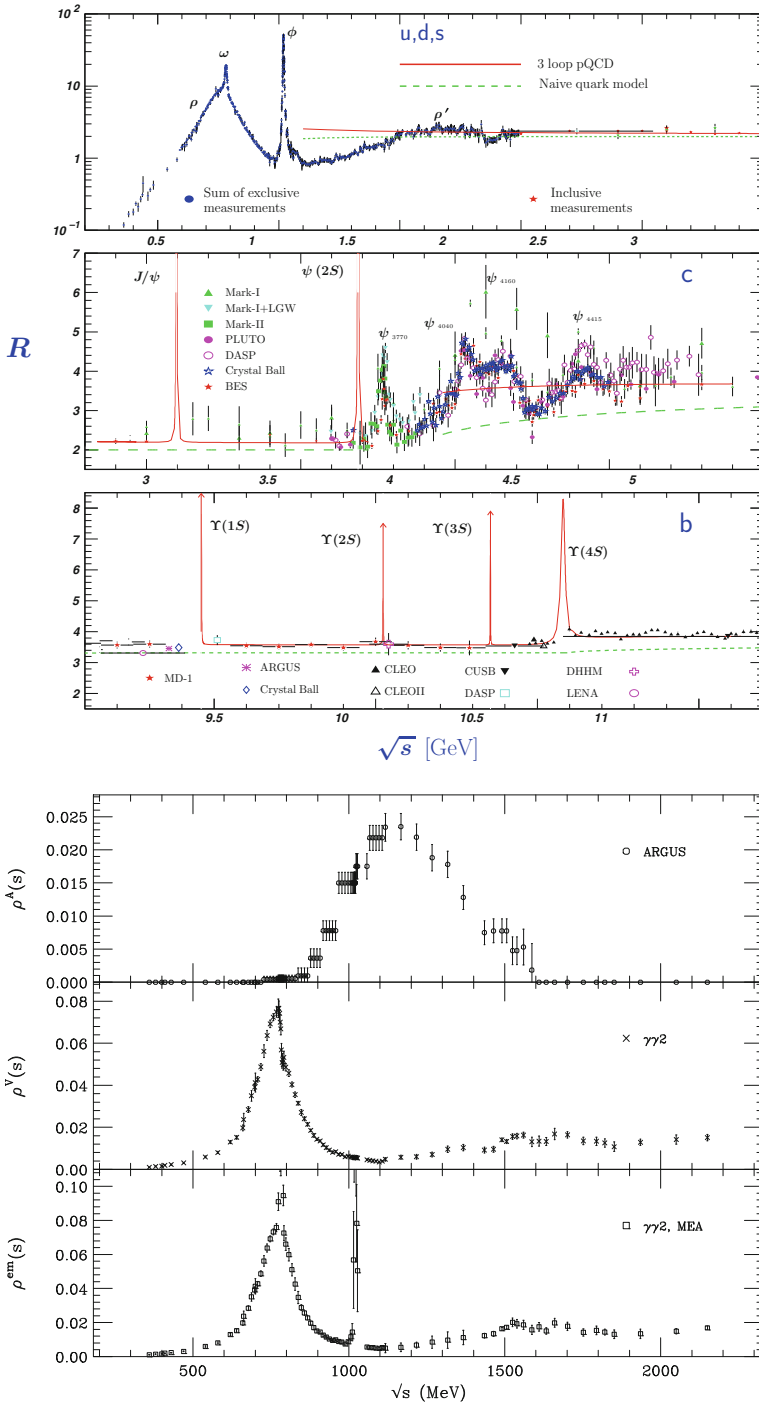 10²
10
1
10⁻¹
ρ
ω
ϕ
u,d,s
3 loop pQCD
Naive quark model
ρ′
Sum of exclusive
measurements
Inclusive
measurements
0.5 1 1.5 2 2.5 3
R
7
6
5
4
3
2
J/ψ
ψ (2S)
c
Mark-I
Mark-I+LGW
Mark-II
PLUTO
DASP
Crystal Ball
BES
ψ 3770
ψ 4040
ψ 4160
ψ 4415
3 3.5 4 4.5 5
8
7
6
5
4
3
2
ϒ(1S)
ϒ(2S)
ϒ(3S)
ϒ(4S)
b
MD-1
ARGUS
Crystal Ball
CLEO
CLEOII
CUSB
DASP
DHHM
LENA
9.5 10 10.5 11
√s [GeV]
ρᴬ(s)
0.025
0.020
0.015
0.010
0.005
0.000
ARGUS
ρⱽ(s)
0.08
0.06
0.04
0.02
0.00
γγ2
ρᵉᵐ(s)
0.10
0.08
0.06
0.04
0.02
0.00
γγ2, MEA
500 1000 1500 2000
√s (MeV)